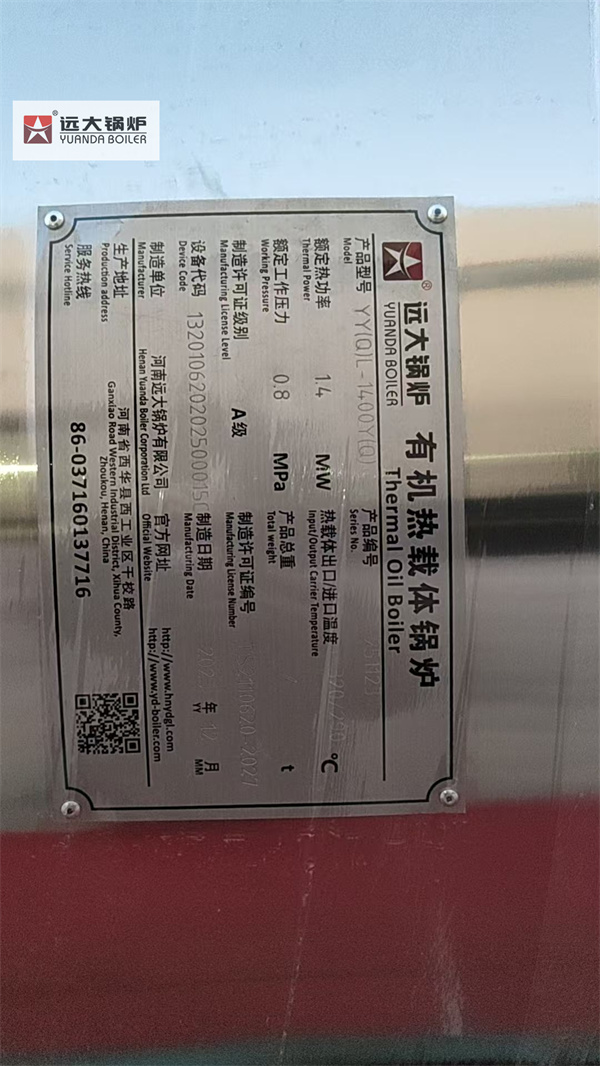 远大锅炉
YUANDA BOILER
远大锅炉 有机热载体锅炉
YUANDA BOILER Thermal Oil Boiler
产品型号 YY(Q)L-1400Y(Q) 产品编号
Model Series No.
额定热功率 1.4 MW 热载体出口/进口温度 ℃
Thermal Power Input/Output Carrier Temperature
额定工作压力 0.8 MPa 产品总重 t
Working Pressure Total weight
制造许可证级别 A级 制造许可证编号
Manufacturing License Level Manufacturing License Number
设备代码 制造日期 年 12 月
Device Code Manufacturing Date YY MM
制造单位 河南远大锅炉有限公司 官方网址 http://www.hnydgl.com
Manufacturer Henan Yuanda Boiler Corporation Ltd Official Website http://www.yd-boiler.com
生产地址 河南省西华县西工业区干校路
Production address Ganxiao Road Western Industrial District, Xihua County,
Zhoukou, Henan, China
服务热线 86-037160137716
Service Hotline